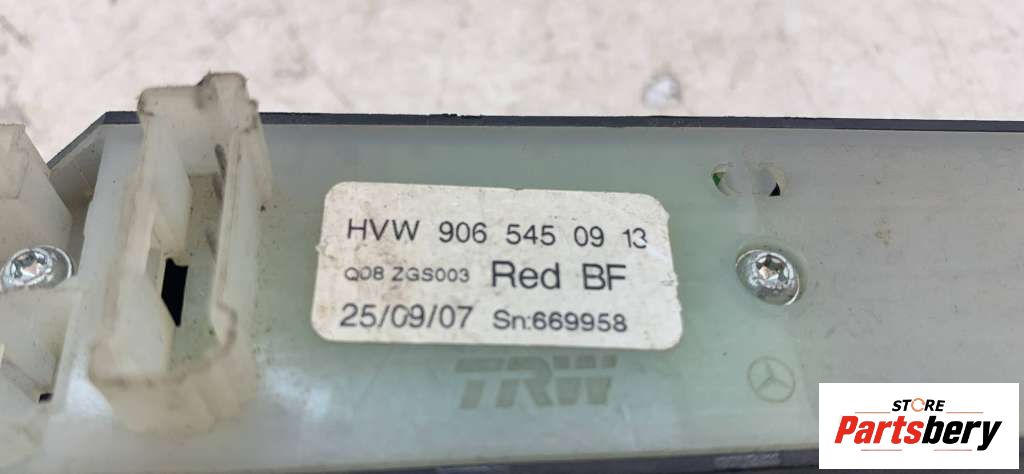 HVW 906 545 09 13
Q08 ZGS003 Red BF
25/09/07 Sn:669958
TRW
STORE
Partsbery